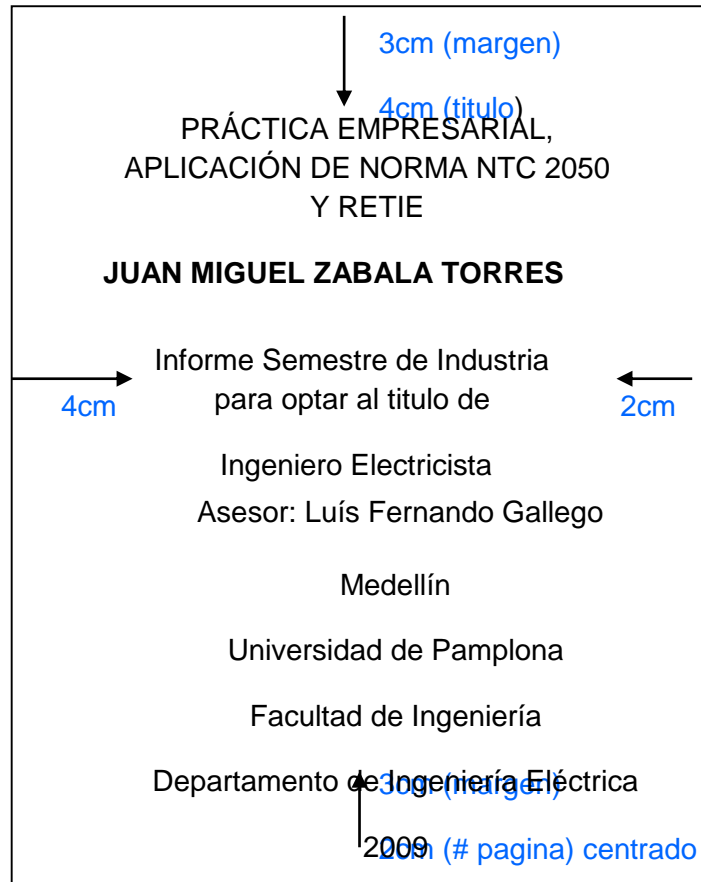 3cm (margen)
4cm (titulo)
PRÁCTICA EMPRESARIAL,
APLICACIÓN DE NORMA NTC 2050
Y RETIE
JUAN MIGUEL ZABALA TORRES
Informe Semestre de Industria
para optar al titulo de
4cm
2cm
Ingeniero Electricista
Asesor: Luís Fernando Gallego
Medellín
Universidad de Pamplona
Facultad de Ingeniería
Departamento de Ingeniería Eléctrica
3cm (margen)
2009
2cm (# pagina) centrado